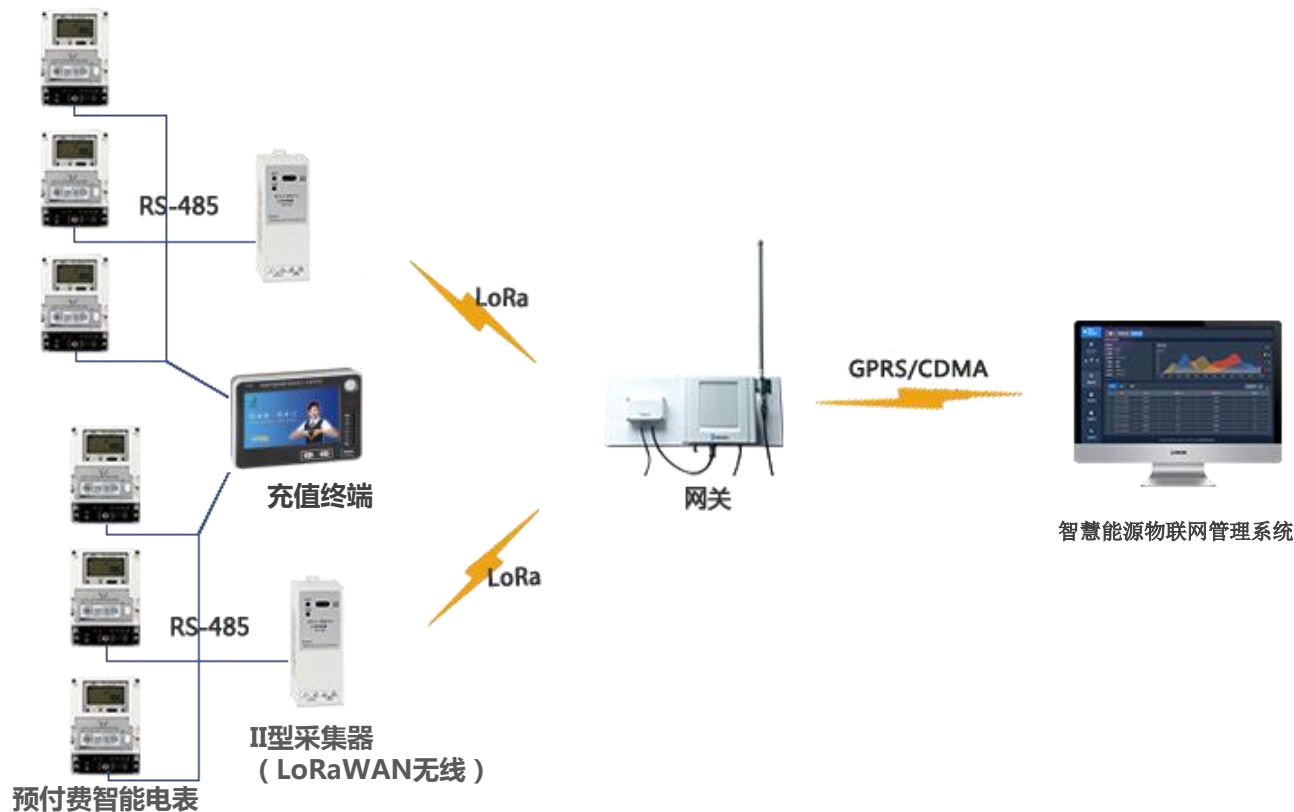 RS-485
LoRa
GPRS/CDMA
充值终端
网关
智慧能源物联网管理系统
LoRa
RS-485
II型采集器
（LoRaWAN无线）
预付费智能电表